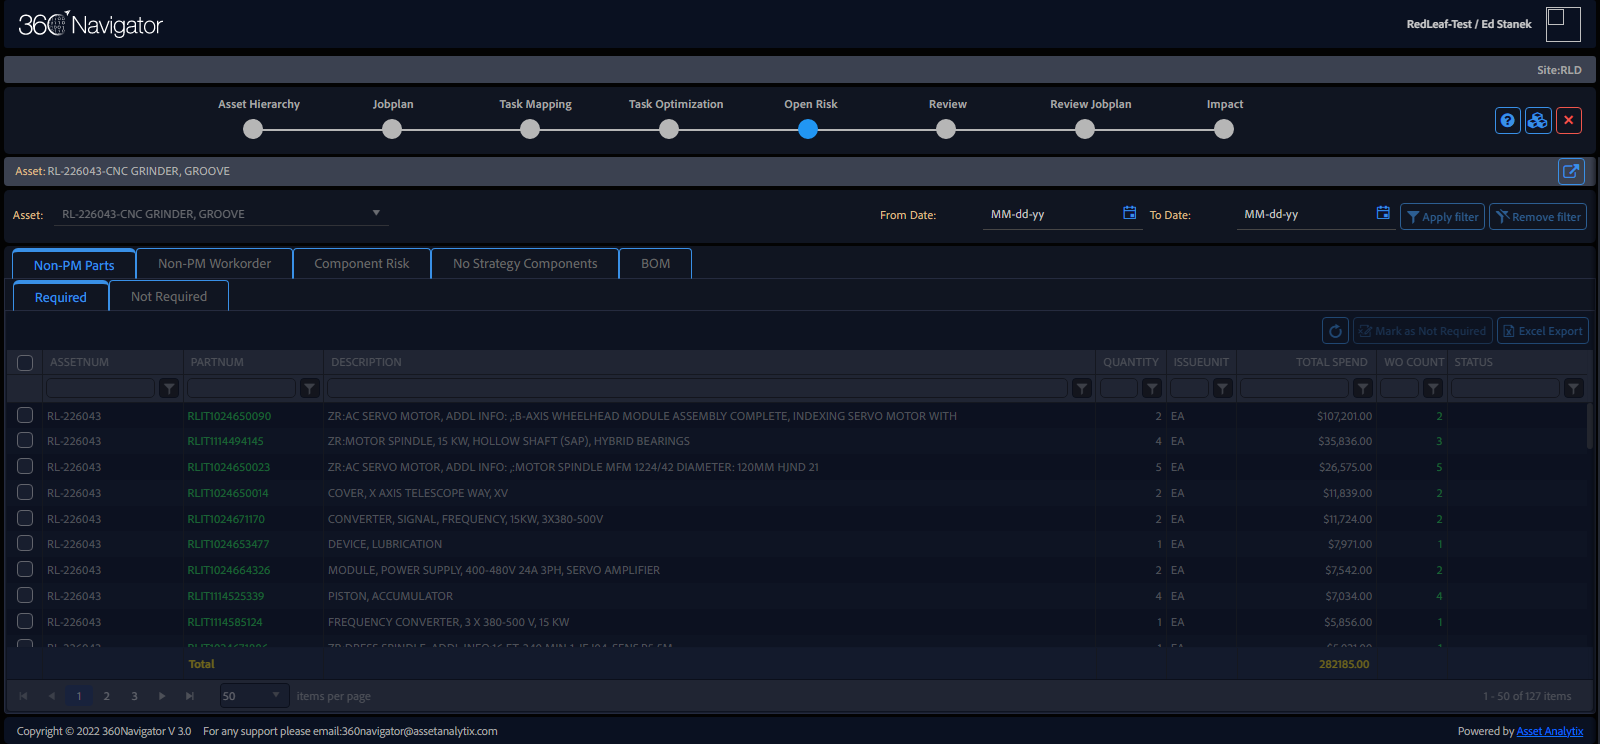 360 Navigator
RedLeaf-Test / Ed Stanek
Site:RLD
Asset Hierarchy Jobplan Task Mapping Task Optimization Open Risk Review Review Jobplan Impact
Asset: RL-226043-CNC GRINDER, GROOVE
Asset: RL-226043-CNC GRINDER, GROOVE From Date: MM-dd-yy To Date: MM-dd-yy Apply filter Remove filter
Non-PM Parts Non-PM Workorder Component Risk No Strategy Components BOM
Required Not Required
Mark as Not Required Excel Export
ASSETNUM PARTNUM DESCRIPTION QUANTITY ISSUEUNIT TOTAL SPEND WO COUNT STATUS
RL-226043 RLIT1024650090 ZR:AC SERVO MOTOR, ADDL INFO: ,:B-AXIS WHEELHEAD MODULE ASSEMBLY COMPLETE, INDEXING SERVO MOTOR WITH 2 EA $107,201.00 2
RL-226043 RLIT1114494145 ZR:MOTOR SPINDLE, 15 KW, HOLLOW SHAFT (SAP), HYBRID BEARINGS 4 EA $35,836.00 3
RL-226043 RLIT1024650023 ZR:AC SERVO MOTOR, ADDL INFO: ,:MOTOR SPINDLE MFM 1224/42 DIAMETER: 120MM HJND 21 5 EA $26,575.00 5
RL-226043 RLIT1024650014 COVER, X AXIS TELESCOPE WAY, XV 2 EA $11,839.00 2
RL-226043 RLIT1024671170 CONVERTER, SIGNAL, FREQUENCY, 15KW, 3X380-500V 2 EA $11,724.00 2
RL-226043 RLIT1024653477 DEVICE, LUBRICATION 1 EA $7,971.00 1
RL-226043 RLIT1024664326 MODULE, POWER SUPPLY, 400-480V 24A 3PH, SERVO AMPLIFIER 2 EA $7,542.00 2
RL-226043 RLIT1114525339 PISTON, ACCUMULATOR 4 EA $7,034.00 4
RL-226043 RLIT1114585124 FREQUENCY CONVERTER, 3 X 380-500 V, 15 KW 1 EA $5,856.00 1
Total 282185.00
1 2 3 50 items per page 1 - 50 of 127 items
Copyright © 2022 360Navigator V 3.0 For any support please email:360navigator@assetanalytix.com Powered by Asset Analytix